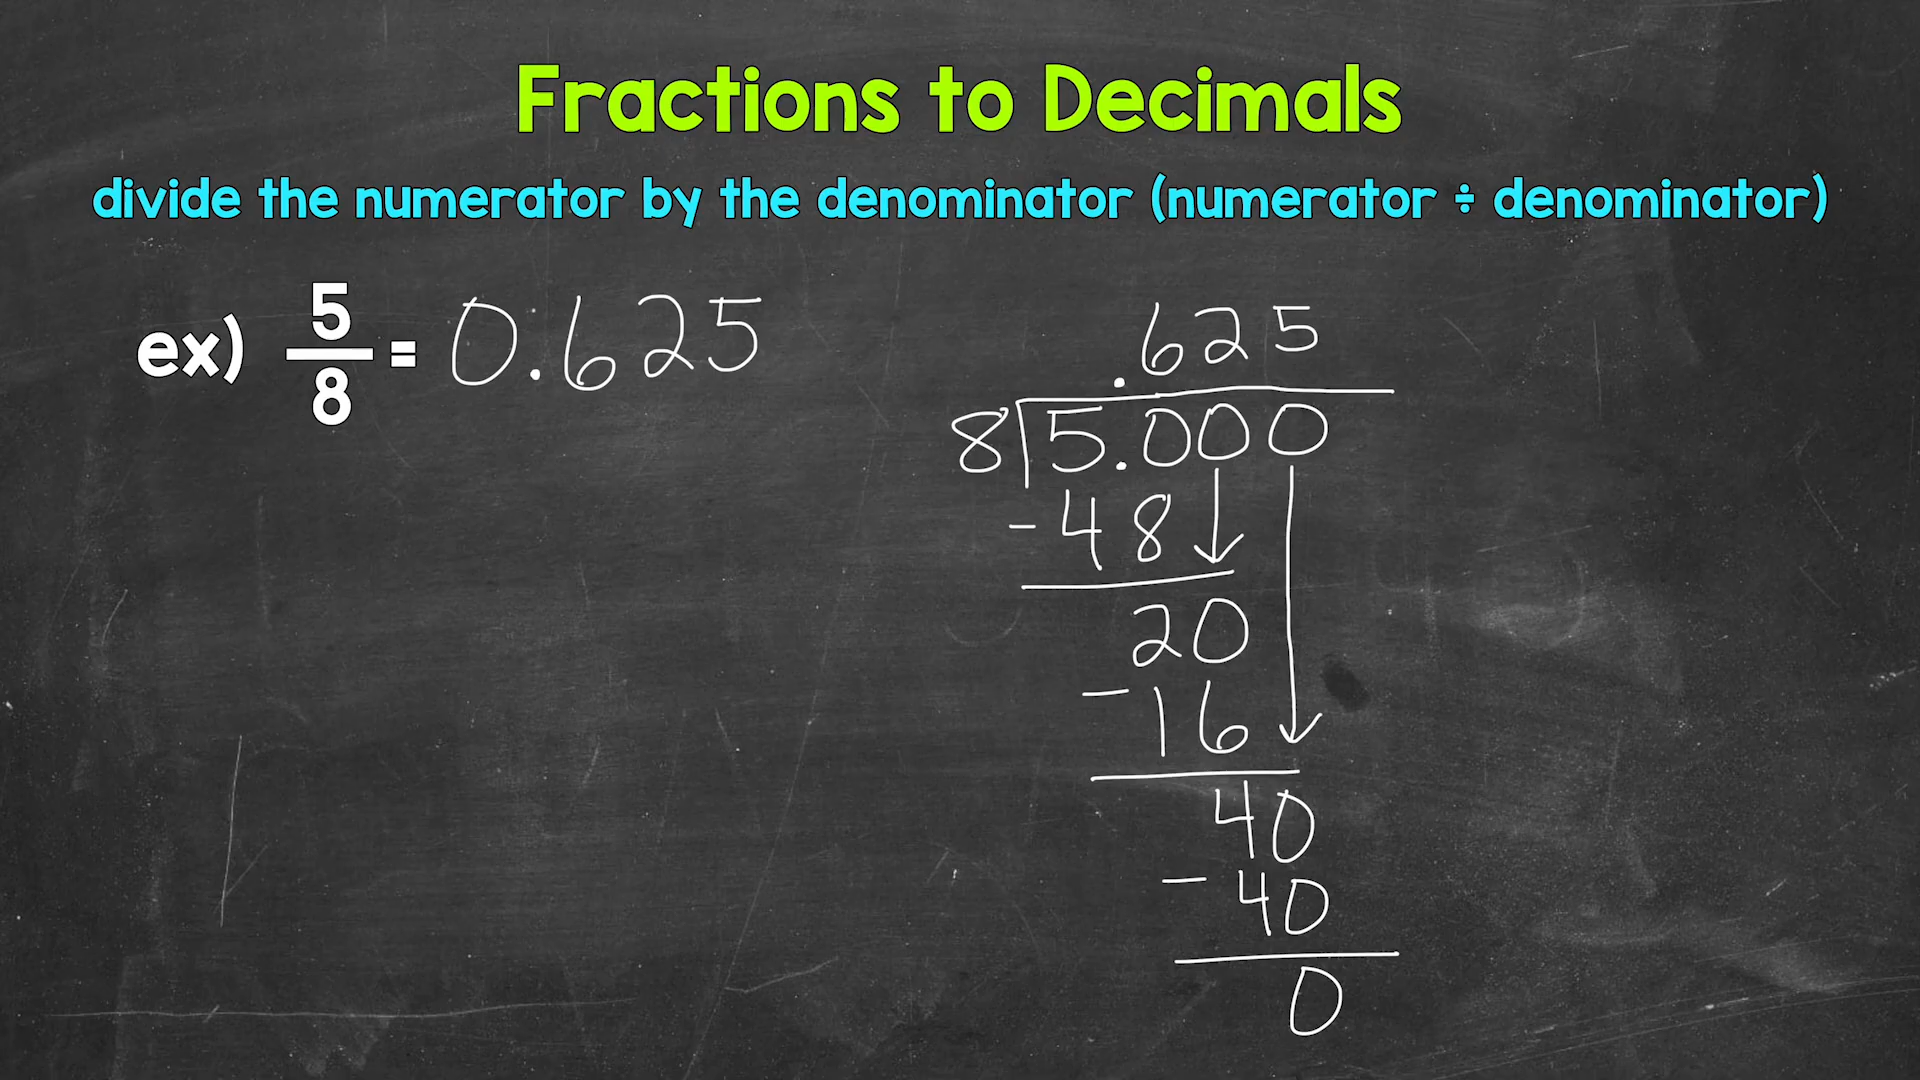 Fractions to Decimals
divide the numerator by the denominator (numerator ÷ denominator)
ex) 5/8 = 0.625
.625
8 5.000
-48
20
-16
40
-40
0